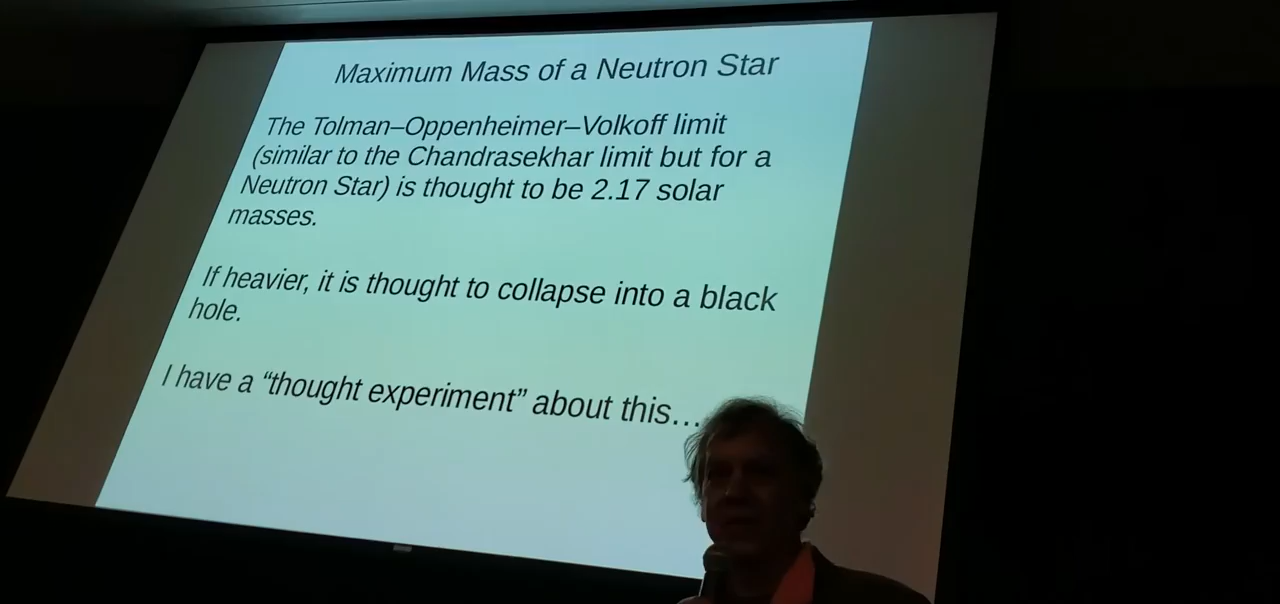 Maximum Mass of a Neutron Star
The Tolman–Oppenheimer–Volkoff limit
(similar to the Chandrasekhar limit but for a
Neutron Star) is thought to be 2.17 solar
masses.
If heavier, it is thought to collapse into a black
hole.
I have a “thought experiment” about this…